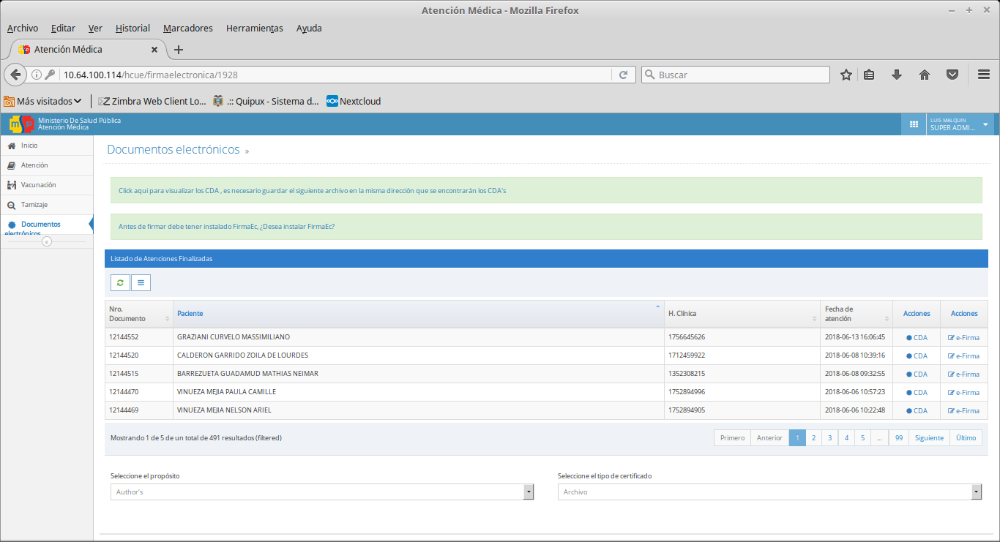 Atención Médica - Mozilla Firefox
Archivo Editar Ver Historial Marcadores Herramientas Ayuda
Atención Médica
10.64.100.114/hcue/firmaelectronica/1928
Buscar
Más visitados
Zimbra Web Client Lo...
.:: Quipux - Sistema d...
Nextcloud
msp
Ministerio De Salud Pública
Atención Médica
LUIS MALQUIN
SUPER ADMI...
Inicio
Atención
Vacunación
Tamizaje
Documentos
electrónicos
«
Documentos electrónicos »
Click aquí para visualizar los CDA , es necesario guardar el siguiente archivo en la misma dirección que se encontrarán los CDA's
Antes de firmar debe tener instalado FirmaEc, ¿Desea instalar FirmaEc?
Listado de Atenciones Finalizadas
Nro. Documento Paciente H. Clínica Fecha de atención Acciones Acciones
12144552 GRAZIANI CURVELO MASSIMILIANO 1756645626 2018-06-13 16:06:45 CDA e-Firma
12144520 CALDERON GARRIDO ZOILA DE LOURDES 1712459922 2018-06-08 10:39:16 CDA e-Firma
12144515 BARREZUETA GUADAMUD MATHIAS NEIMAR 1352308215 2018-06-08 09:32:55 CDA e-Firma
12144470 VINUEZA MEJIA PAULA CAMILLE 1752894996 2018-06-06 10:57:23 CDA e-Firma
12144469 VINUEZA MEJIA NELSON ARIEL 1752894905 2018-06-06 10:22:48 CDA e-Firma
Mostrando 1 de 5 de un total de 491 resultados (filtered)
Primero Anterior 1 2 3 4 5 ... 99 Siguiente Último
Seleccione el propósito
Author's
Seleccione el tipo de certificado
Archivo